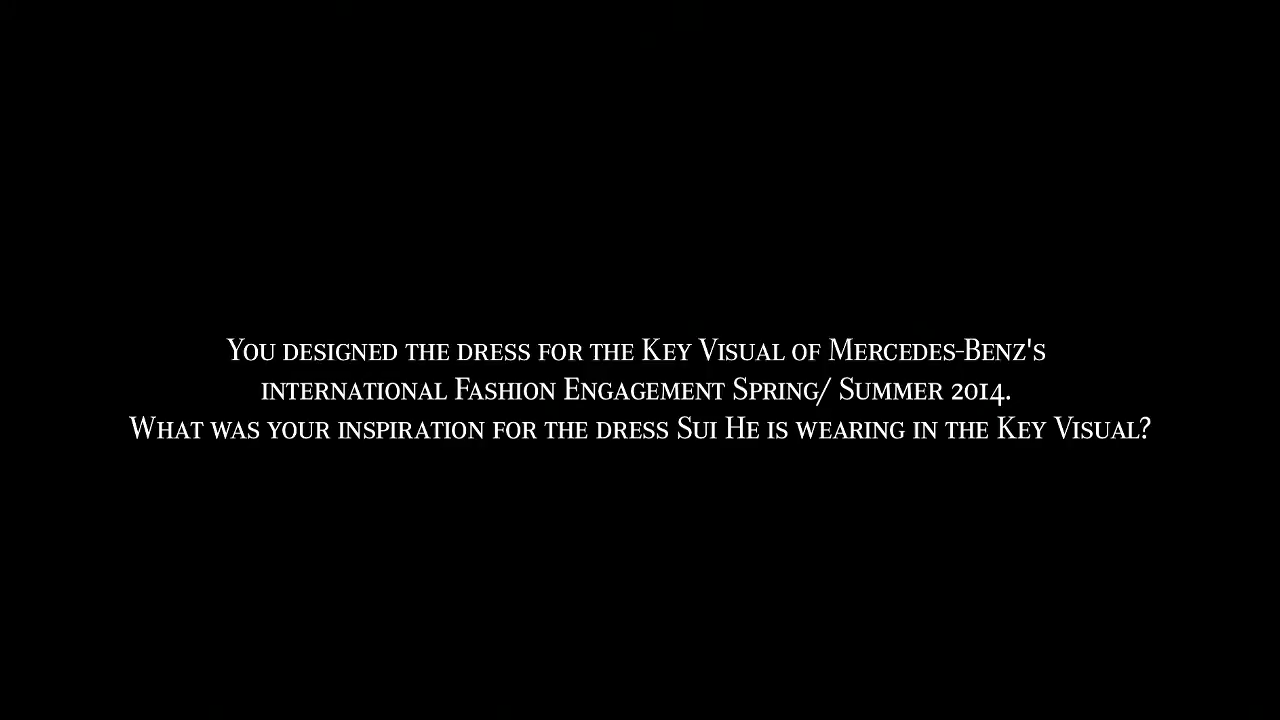 You designed the dress for the Key Visual of Mercedes-Benz's
international Fashion Engagement Spring/ Summer 2014.
What was your inspiration for the dress Sui He is wearing in the Key Visual?